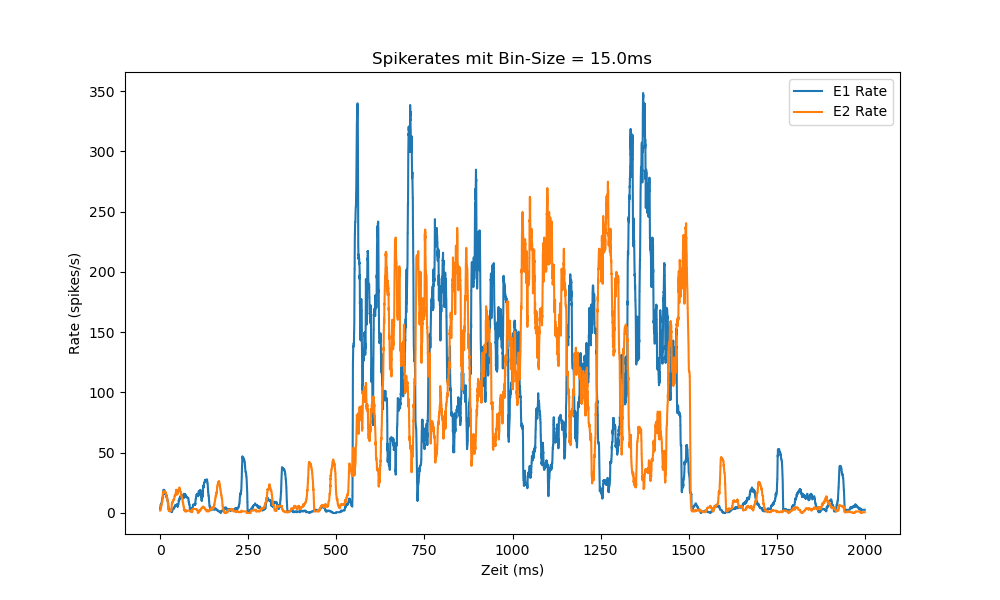 Spikerates mit Bin-Size = 15.0ms
E1 Rate
E2 Rate
Rate (spikes/s)
350
300
250
200
150
100
50
0
0 250 500 750 1000 1250 1500 1750 2000
Zeit (ms)